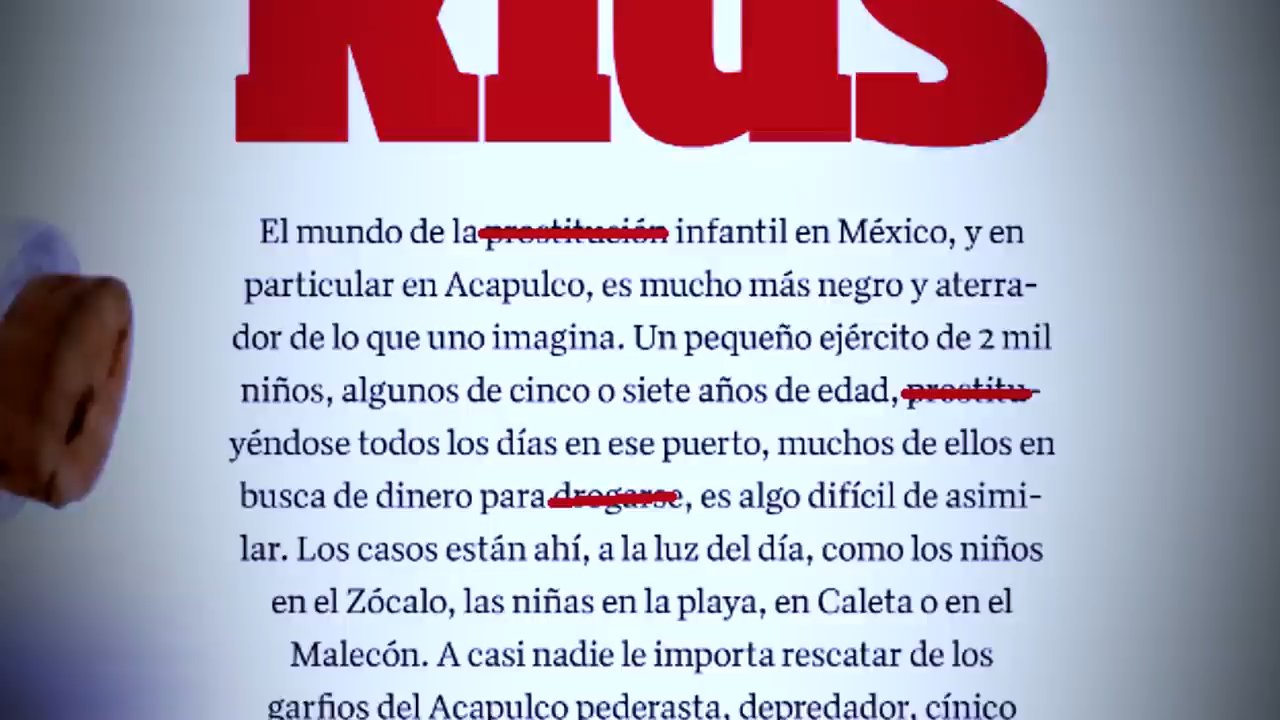 kids
El mundo de la prostitución infantil en México, y en
particular en Acapulco, es mucho más negro y aterra-
dor de lo que uno imagina. Un pequeño ejército de 2 mil
niños, algunos de cinco o siete años de edad, prostitu-
yéndose todos los días en ese puerto, muchos de ellos en
busca de dinero para drogarse, es algo difícil de asimi-
lar. Los casos están ahí, a la luz del día, como los niños
en el Zócalo, las niñas en la playa, en Caleta o en el
Malecón. A casi nadie le importa rescatar de los
garfios del Acapulco pederasta, depredador, cínico